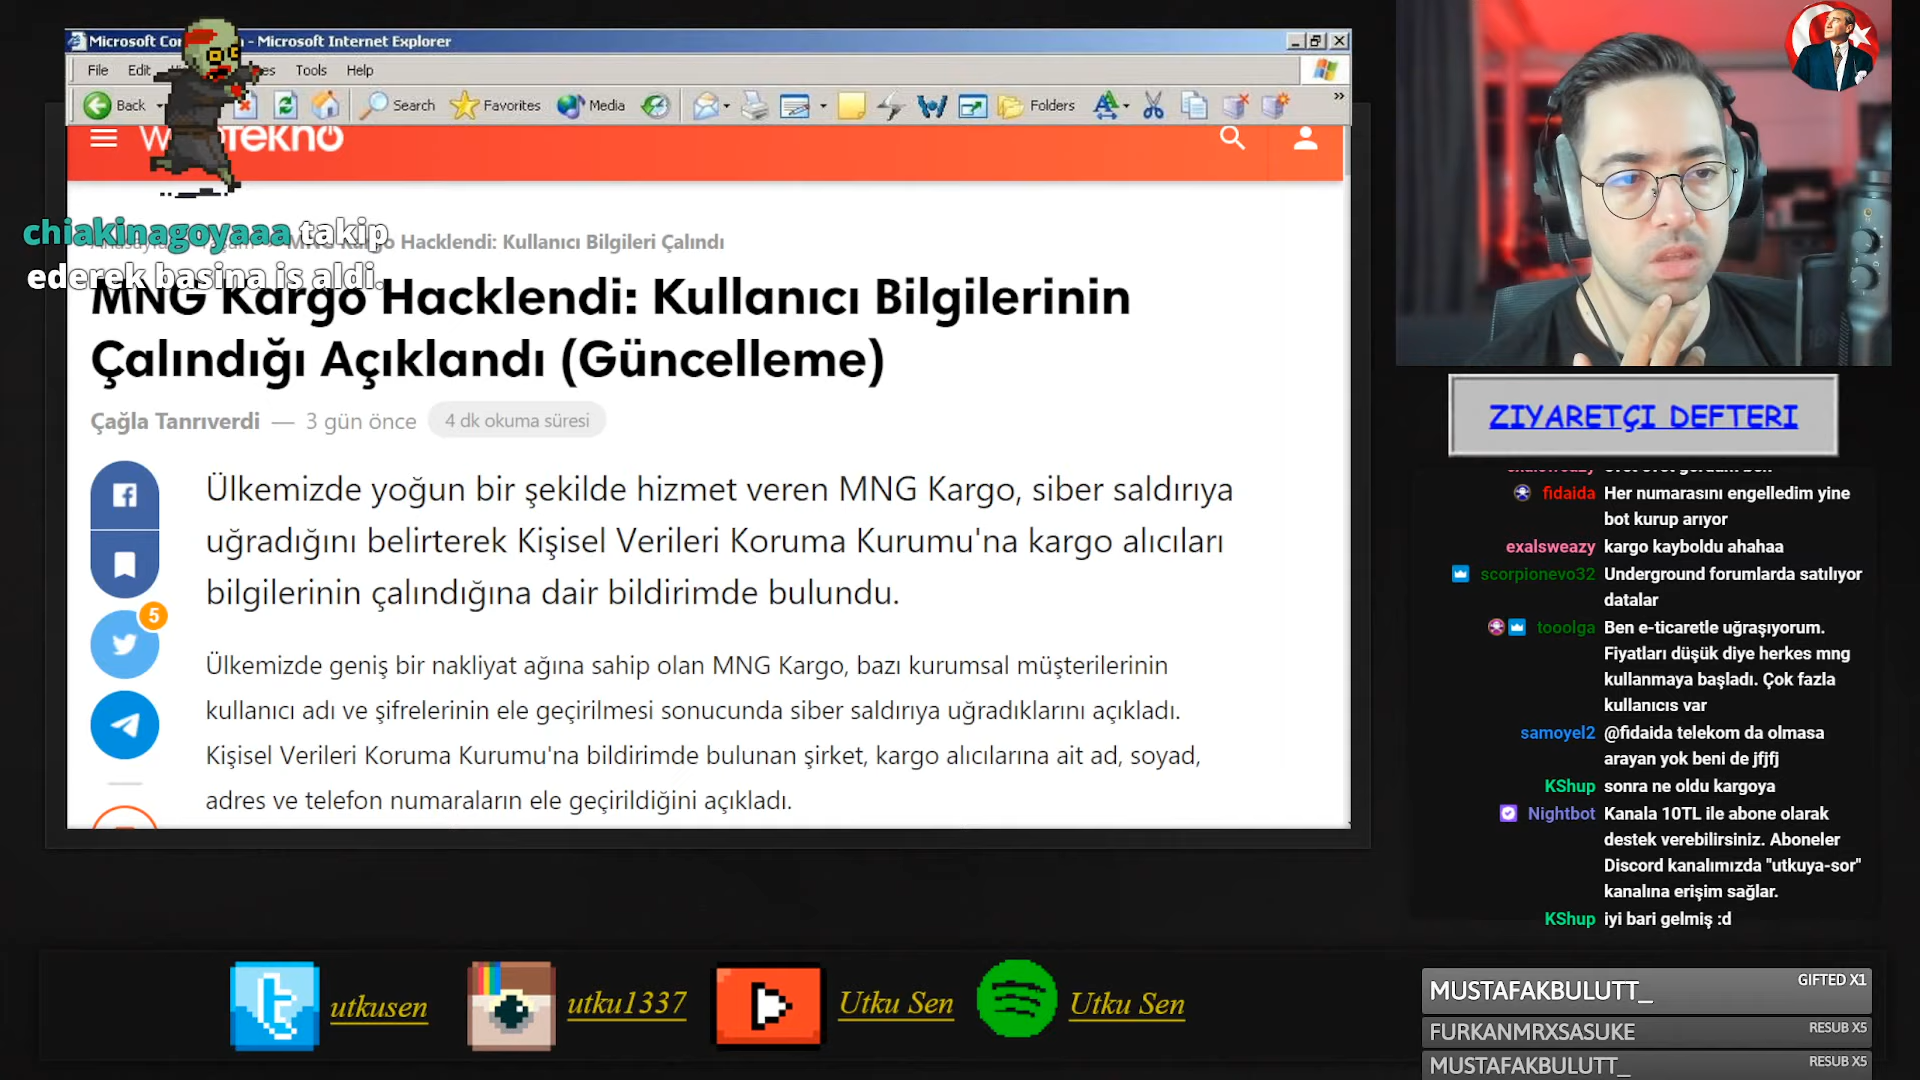 Microsoft Co - Microsoft Internet Explorer
File Edit es Tools Help
Back Search Favorites Media Folders
tekno
chiakinagoyaaa takip
ederek basina is aldi.
Hacklendi: Kullanıcı Bilgileri Çalındı
MNG Kargo Hacklendi: Kullanıcı Bilgilerinin
Çalındığı Açıklandı (Güncelleme)
Çağla Tanrıverdi — 3 gün önce 4 dk okuma süresi
Ülkemizde yoğun bir şekilde hizmet veren MNG Kargo, siber saldırıya
uğradığını belirterek Kişisel Verileri Koruma Kurumu'na kargo alıcıları
bilgilerinin çalındığına dair bildirimde bulundu.
5
Ülkemizde geniş bir nakliyat ağına sahip olan MNG Kargo, bazı kurumsal müşterilerinin
kullanıcı adı ve şifrelerinin ele geçirilmesi sonucunda siber saldırıya uğradıklarını açıkladı.
Kişisel Verileri Koruma Kurumu'na bildirimde bulunan şirket, kargo alıcılarına ait ad, soyad,
adres ve telefon numaraların ele geçirildiğini açıkladı.
ZIYARETÇI DEFTERI
fidaida Her numarasını engelledim yine
bot kurup arıyor
exalsweazy kargo kayboldu ahahaa
scorpionevo32 Underground forumlarda satılıyor
datalar
tooolga Ben e-ticaretle uğraşıyorum.
Fiyatları düşük diye herkes mng
kullanmaya başladı. Çok fazla
kullanıcıs var
samoyel2 @fidaida telekom da olmasa
arayan yok beni de jfjfj
KShup sonra ne oldu kargoya
Nightbot Kanala 10TL ile abone olarak
destek verebilirsiniz. Aboneler
Discord kanalımızda "utkuya-sor"
kanalına erişim sağlar.
KShup iyi bari gelmiş :d
utkusen utku1337 Utku Sen Utku Sen
MUSTAFAKBULUTT_ GIFTED X1
FURKANMRXSASUKE RESUB X5
MUSTAFAKBULUTT_ RESUB X5